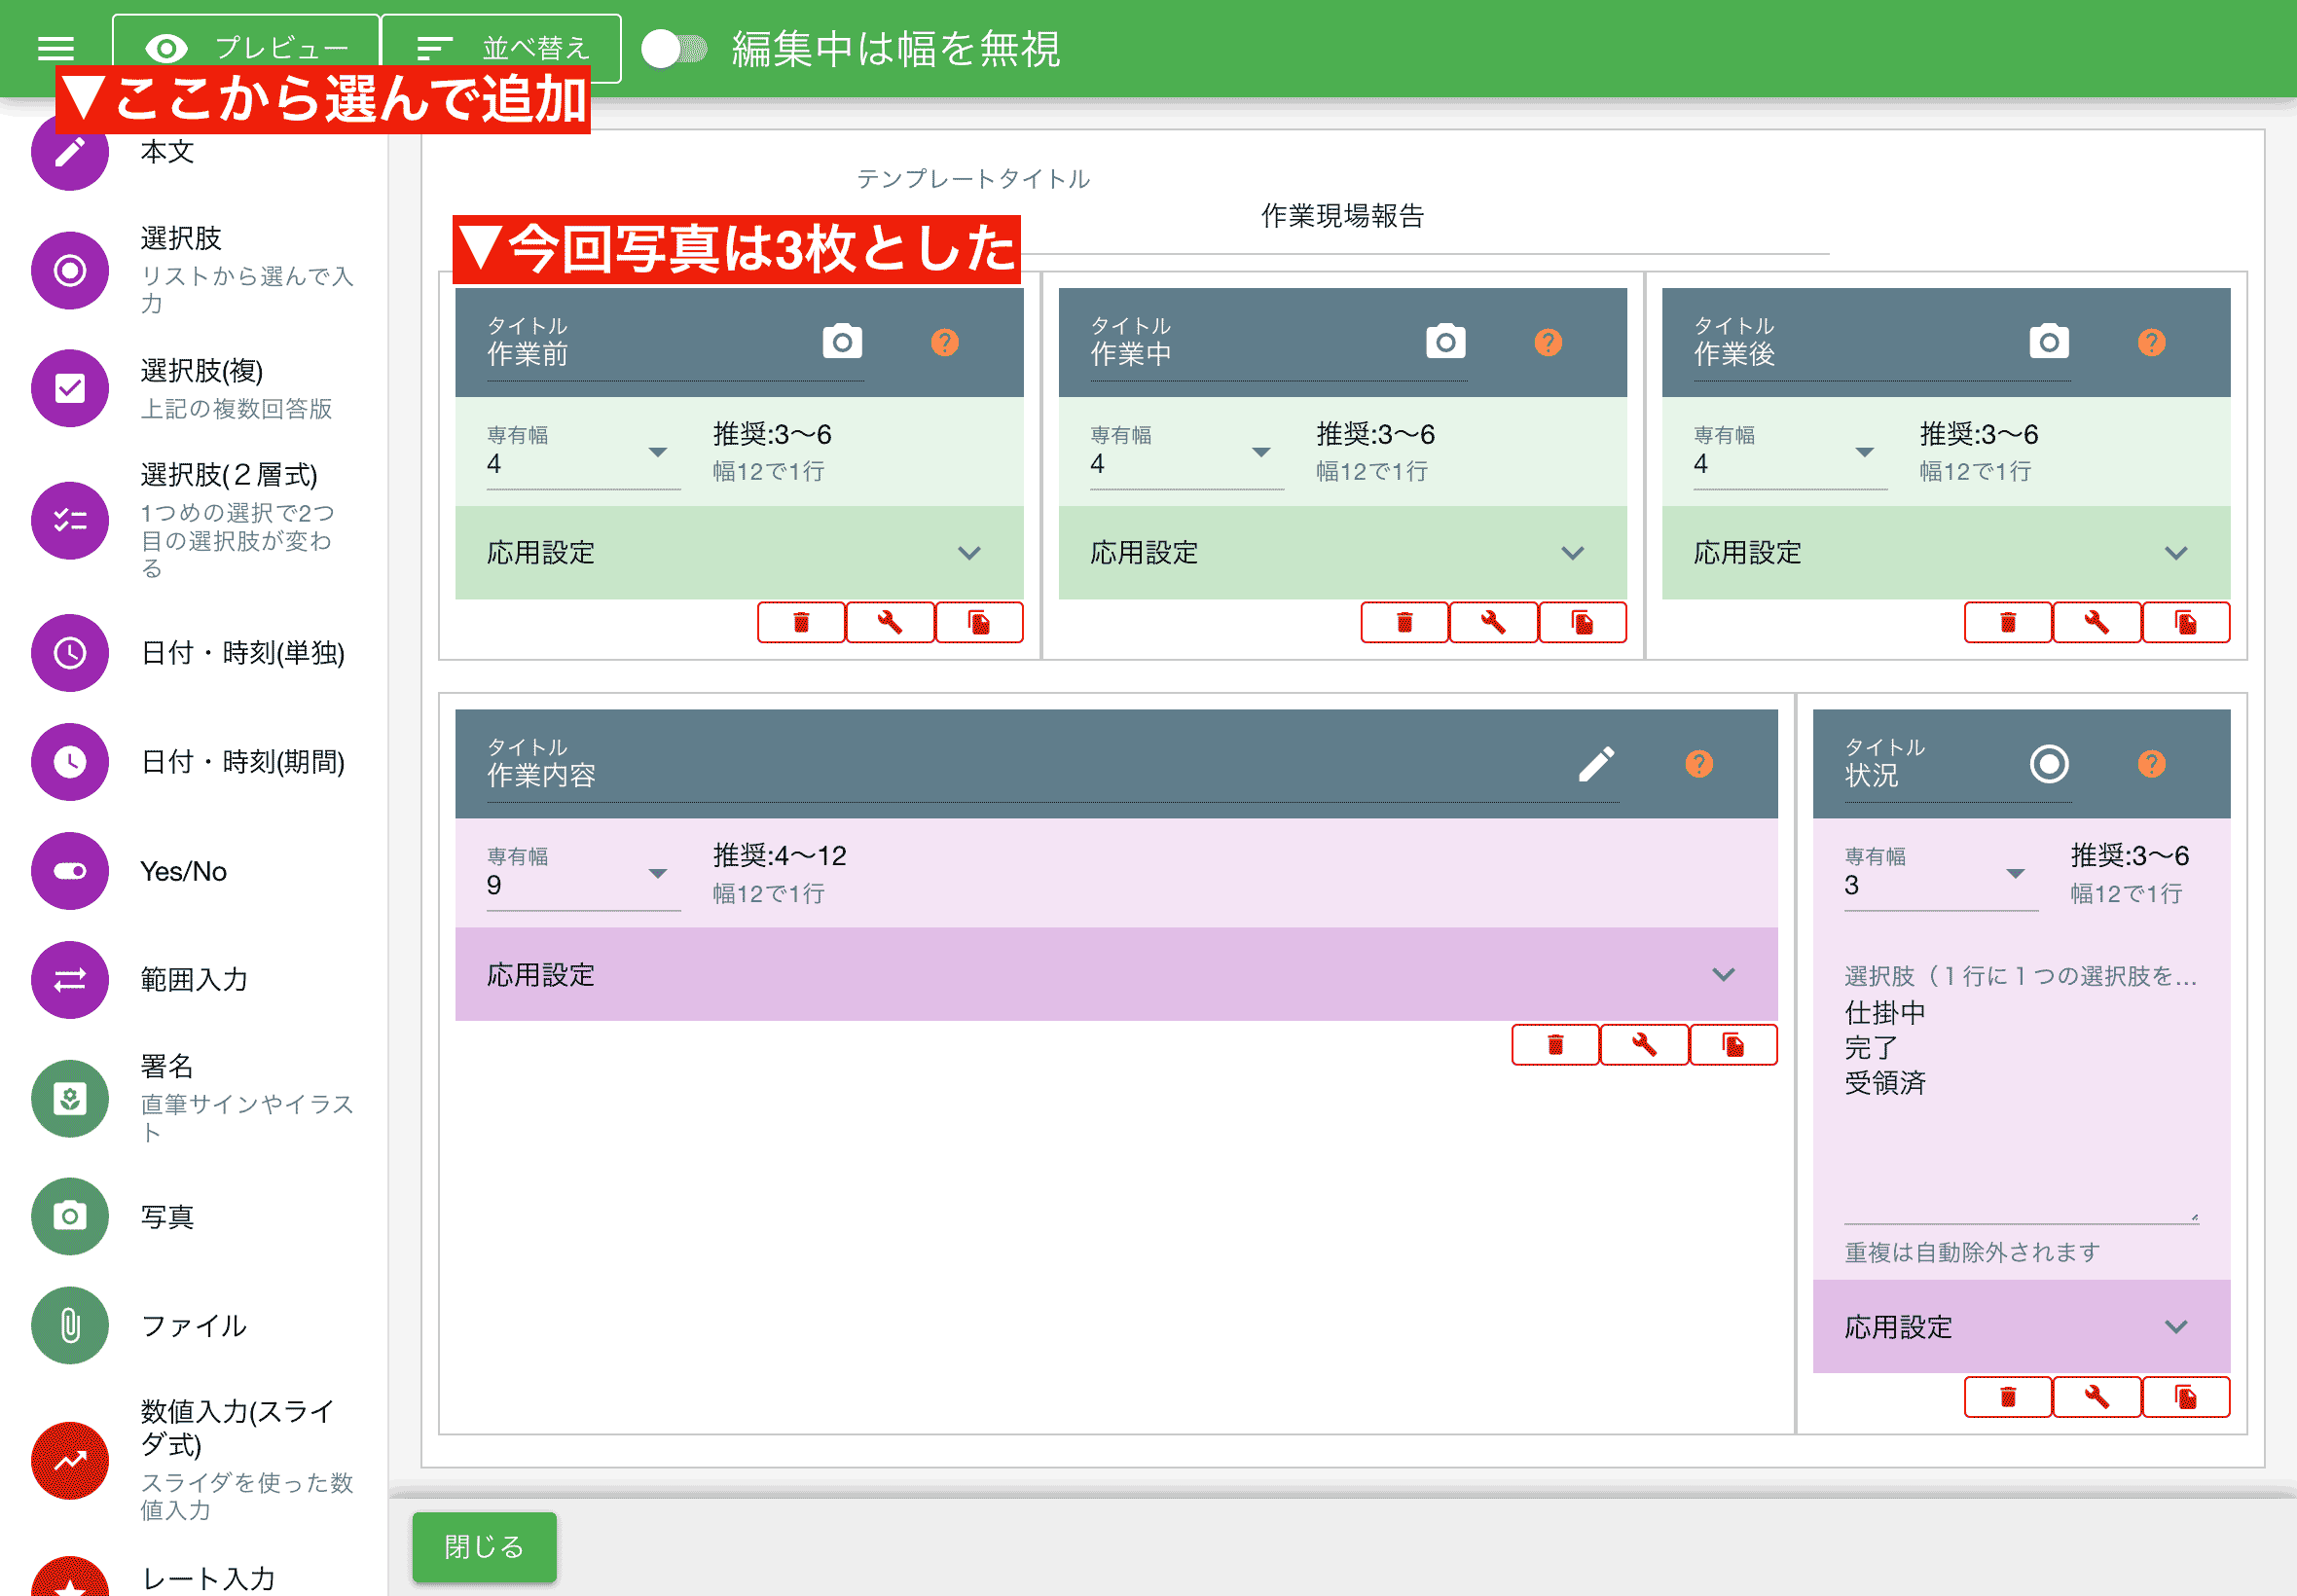 プレビュー
並べ替え
編集中は幅を無視
▼ここから選んで追加
本文
選択肢
リストから選んで入
力
選択肢(複)
上記の複数回答版
選択肢(２層式)
1つめの選択で2つ
目の選択肢が変わ
る
日付・時刻(単独)
日付・時刻(期間)
Yes/No
範囲入力
署名
直筆サインやイラス
ト
写真
ファイル
数値入力(スライ
ダ式)
スライダを使った数
値入力
レート入力
テンプレートタイトル
作業現場報告
▼今回写真は3枚とした
タイトル
作業前
専有幅
4
推奨:3〜6
幅12で1行
応用設定
タイトル
作業中
専有幅
4
推奨:3〜6
幅12で1行
応用設定
タイトル
作業後
専有幅
4
推奨:3〜6
幅12で1行
応用設定
タイトル
作業内容
専有幅
9
推奨:4〜12
幅12で1行
応用設定
タイトル
状況
専有幅
3
推奨:3〜6
幅12で1行
選択肢（１行に１つの選択肢を...
仕掛中
完了
受領済
重複は自動除外されます
応用設定
閉じる